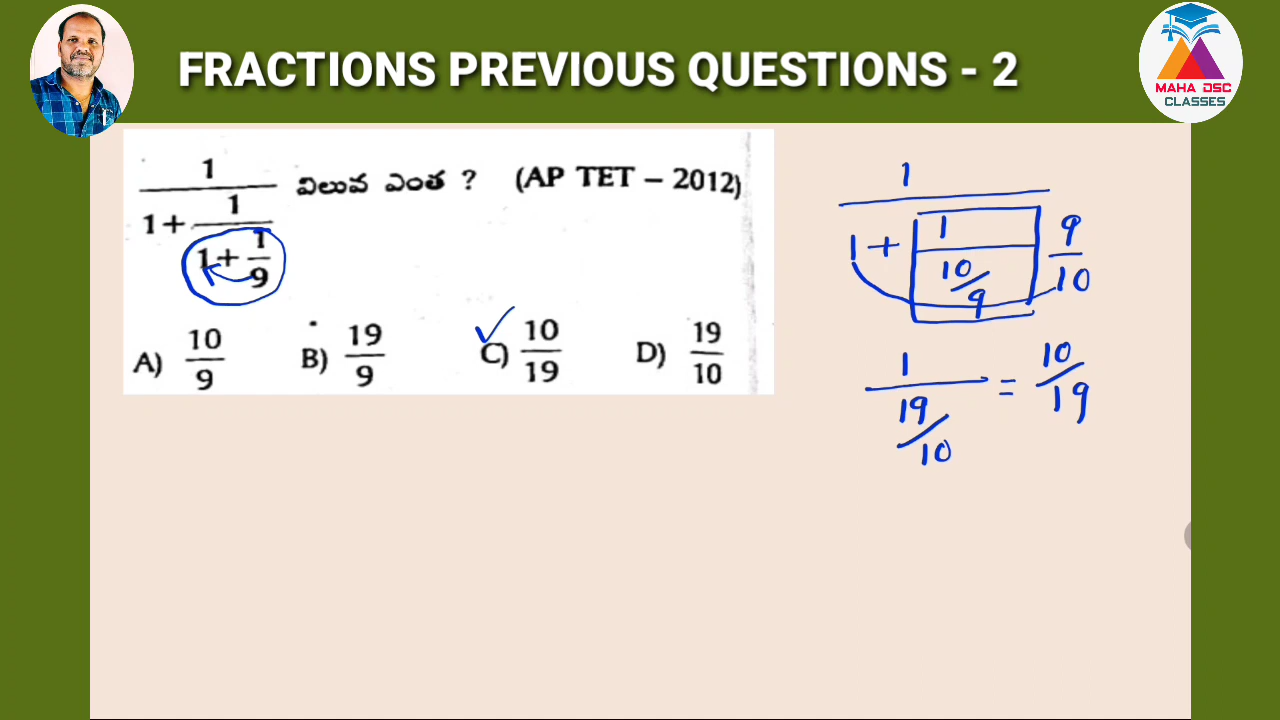 FRACTIONS PREVIOUS QUESTIONS - 2
MAHA DSC
CLASSES
1
1+ 1
1+ 1
9
విలువ ఎంత ? (AP TET – 2012)
A) 10/9 B) 19/9 C) 10/19 D) 19/10
1
1 + 1 9
10/9 10
1
19/10 = 10/19